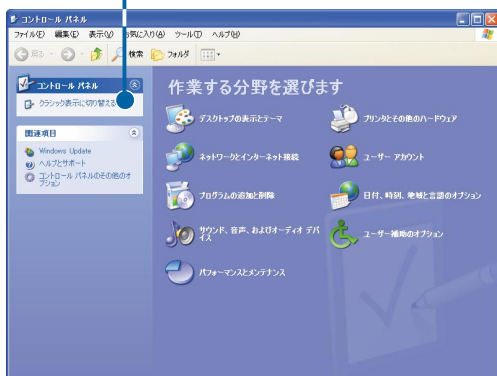 コントロール パネル
ファイル(F) 編集(E) 表示(V) お気に入り(A) ツール(T) ヘルプ(H)
戻る 検索 フォルダ
コントロール パネル
クラシック表示に切り替える
関連項目
Windows Update
ヘルプとサポート
コントロール パネルのその他のオ
プション
作業する分野を選びます
デスクトップの表示とテーマ
プリンタとその他のハードウェア
ネットワークとインターネット接続
ユーザー アカウント
プログラムの追加と削除
日付、時刻、地域と言語のオプション
サウンド、音声、およびオーディオ デバ
イス
ユーザー補助のオプション
パフォーマンスとメンテナンス